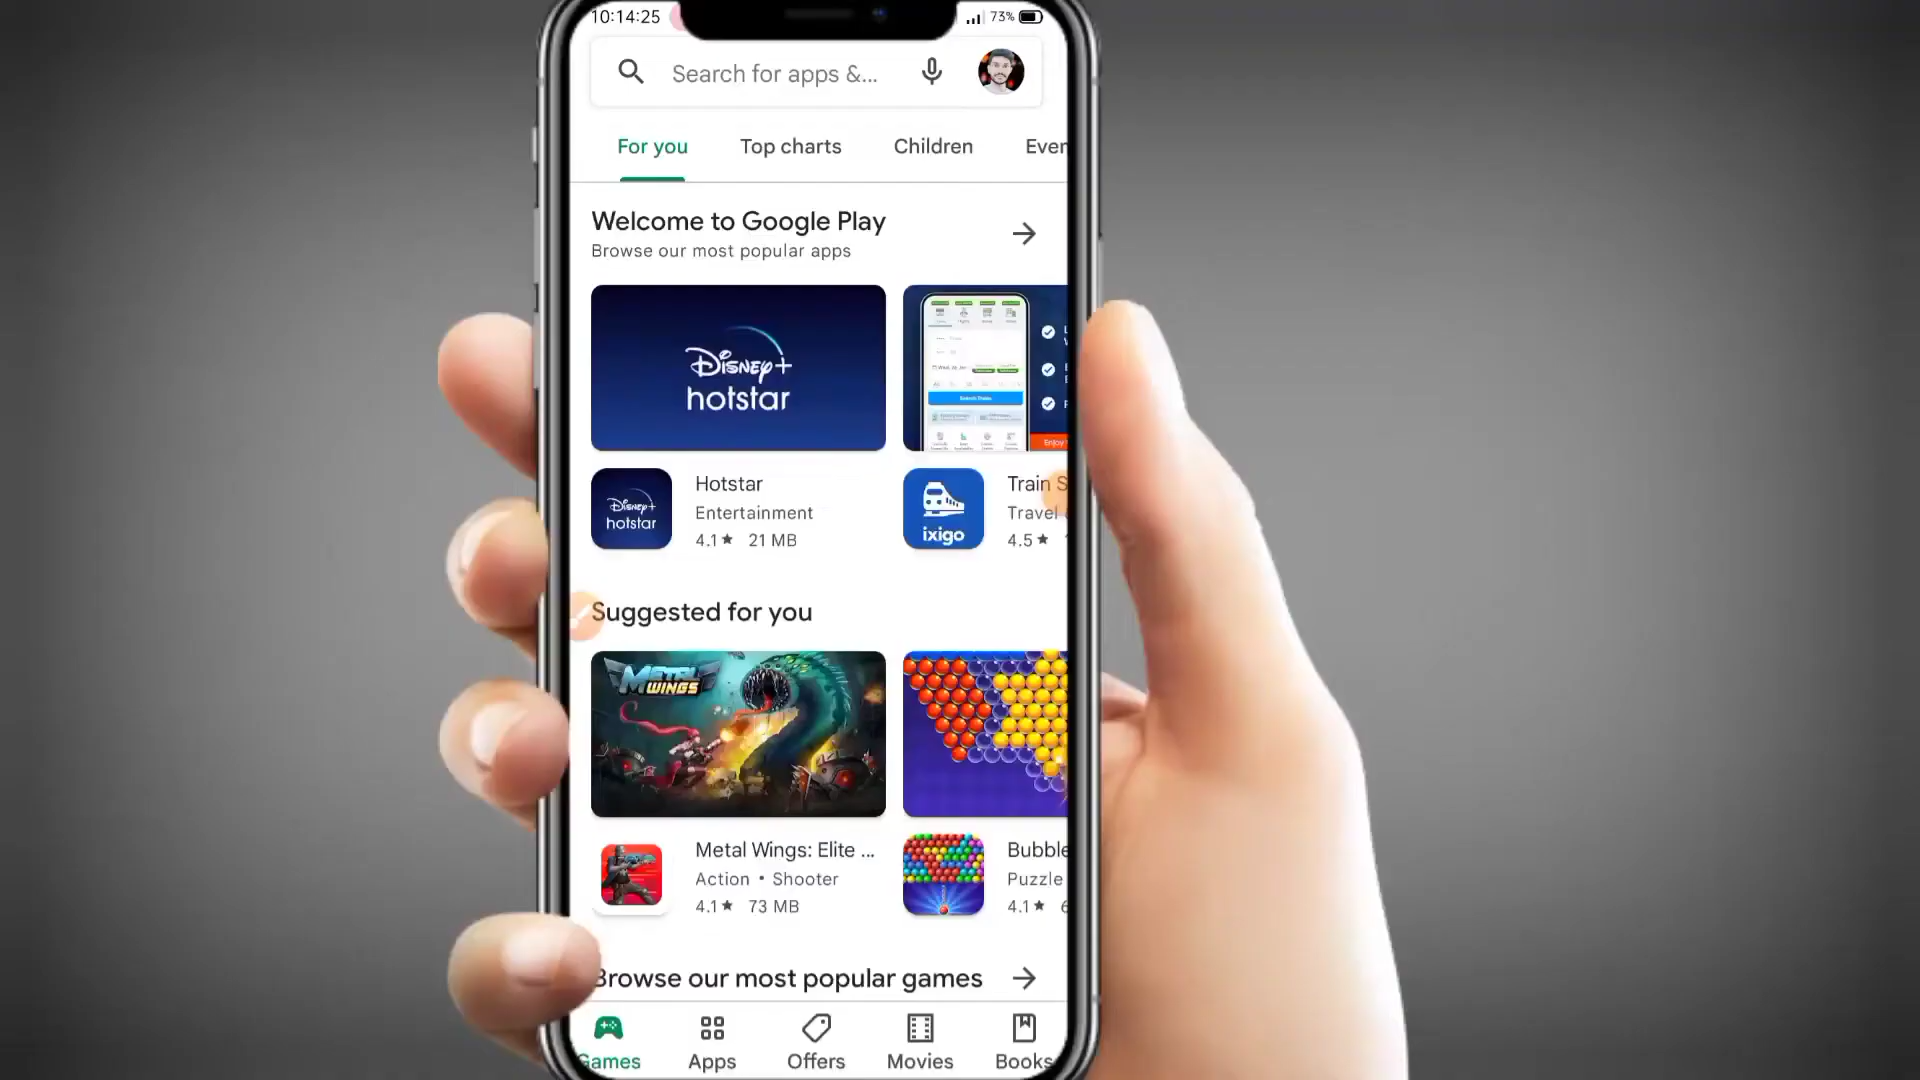 10:14:25
73%
Search for apps &...
For you
Top charts
Children
Welcome to Google Play
Browse our most popular apps
Disney+
hotstar
Disney+
hotstar
Hotstar
Entertainment
4.1★ 21 MB
ixigo
Train S
Travel
4.5★
Suggested for you
METAL
WINGS
Metal Wings: Elite ...
Action • Shooter
4.1★ 73 MB
Bubble
Puzzle
4.1★
Browse our most popular games
Games
Apps
Offers
Movies
Books